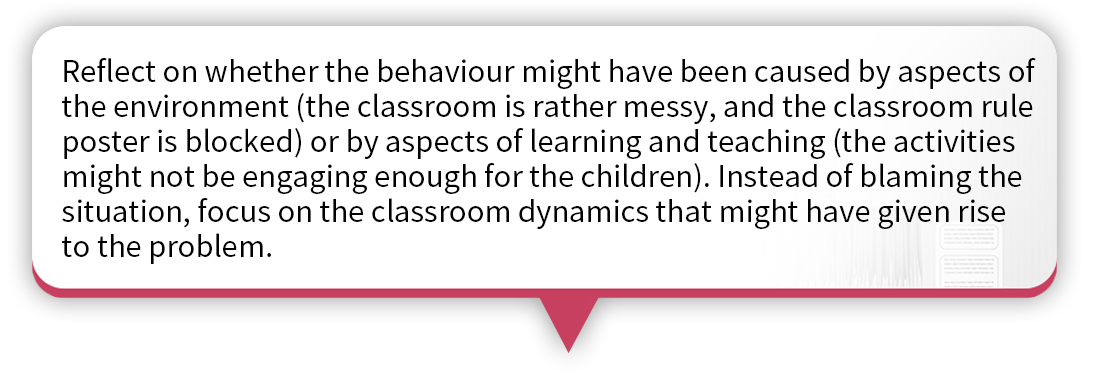 Reflect on whether the behaviour might have been caused by aspects of
the environment (the classroom is rather messy, and the classroom rule
poster is blocked) or by aspects of learning and teaching (the activities
might not be engaging enough for the children). Instead of blaming the
situation, focus on the classroom dynamics that might have given rise
to the problem.